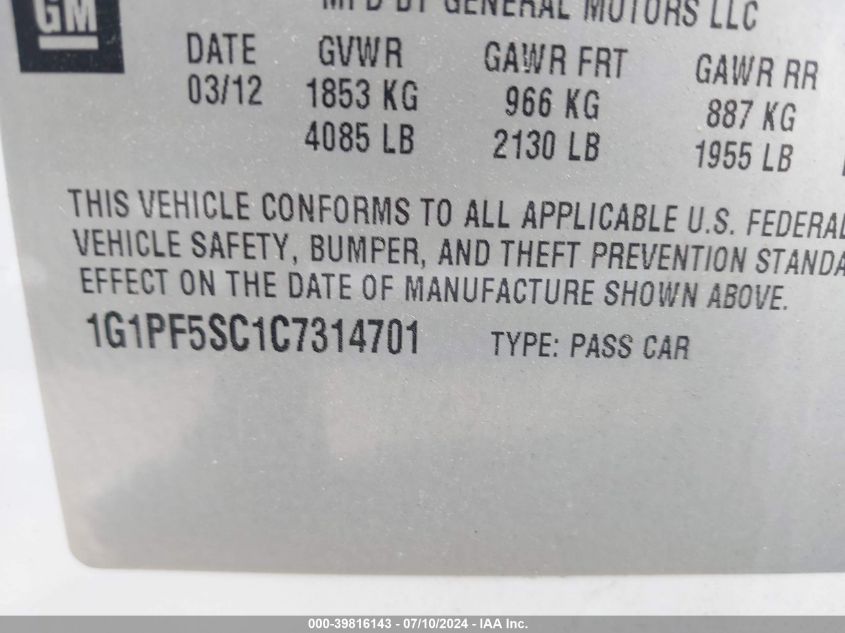 GM
MFD BY GENERAL MOTORS LLC
DATE GVWR GAWR FRT GAWR RR
03/12 1853 KG 966 KG 887 KG
4085 LB 2130 LB 1955 LB
THIS VEHICLE CONFORMS TO ALL APPLICABLE U.S. FEDERAL
VEHICLE SAFETY, BUMPER, AND THEFT PREVENTION STANDA
EFFECT ON THE DATE OF MANUFACTURE SHOWN ABOVE.
1G1PF5SC1C7314701 TYPE: PASS CAR
000-39816143 - 07/10/2024 - IAAI.COM.